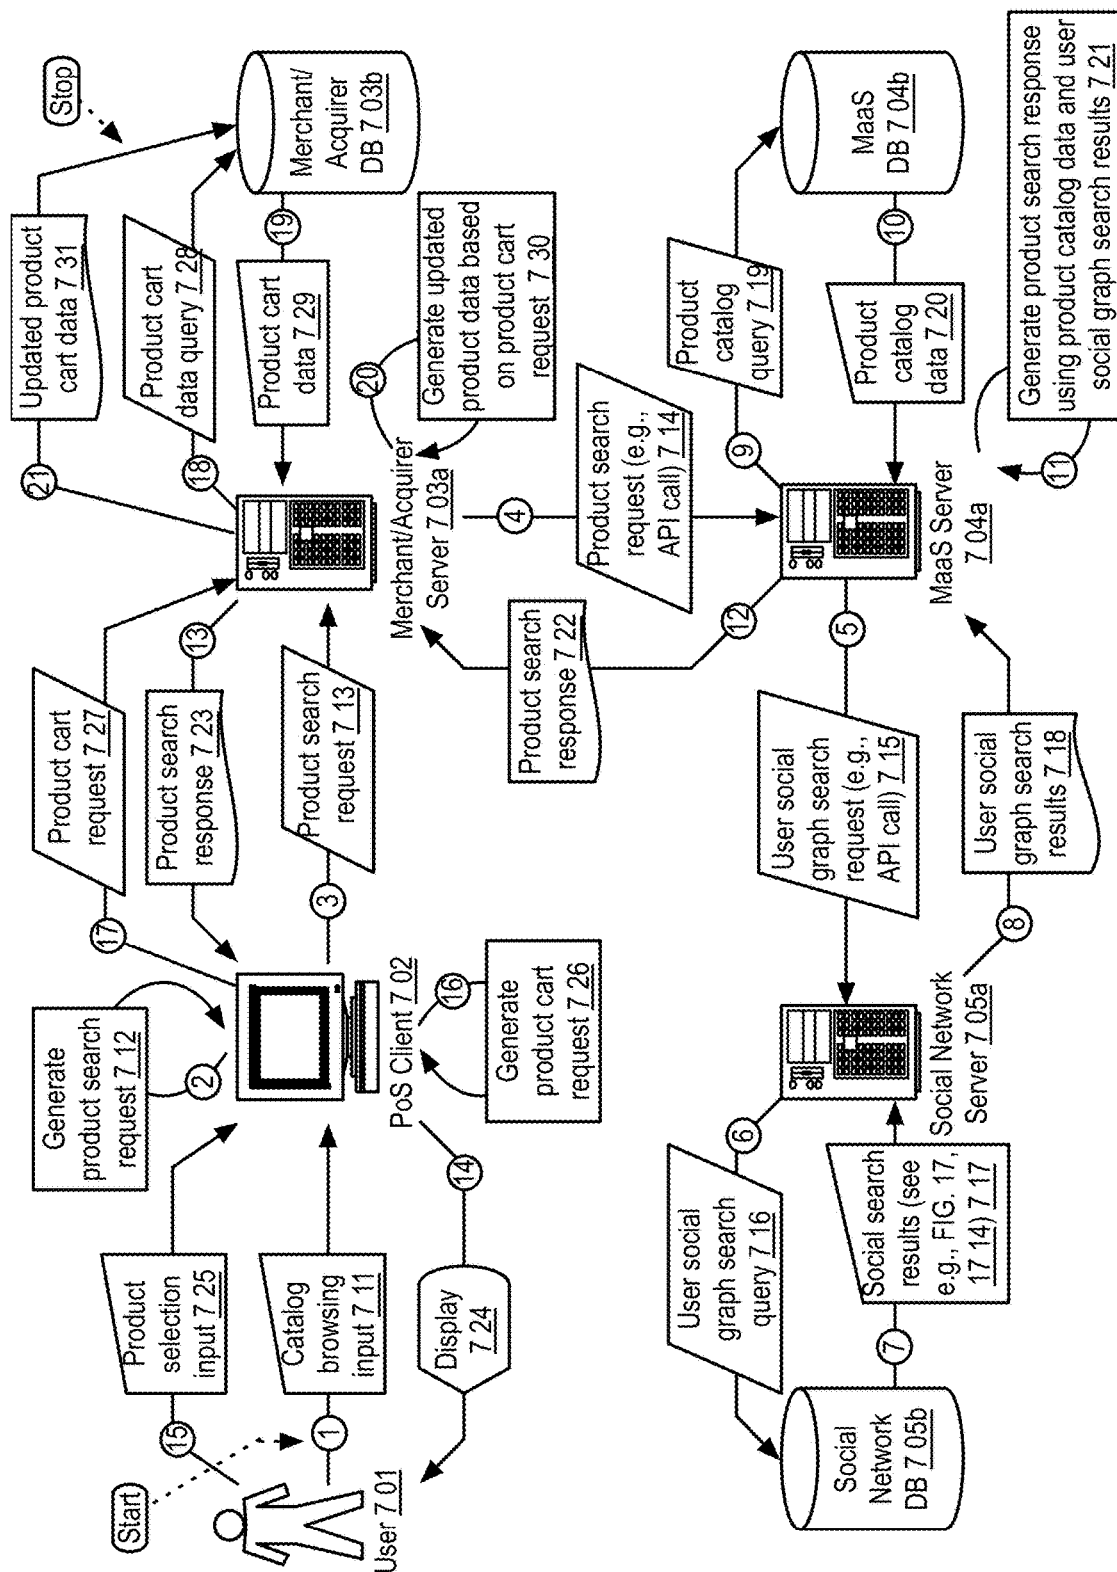 Start
User 7 01
1
Catalog
browsing
input 7 11
15
Product
selection
input 7 25
2
Generate
product search
request 7 12
PoS Client 7 02
14
Display
7 24
16
Generate
product cart
request 7 26
3
Product search
request 7 13
17
Product cart
request 7 27
13
Product search
response 7 23
Merchant/Acquirer
Server 7 03a
18
Product cart
data query 7 28
21
Updated product
cart data 7 31
Stop
Merchant/
Acquirer
DB 7 03b
19
Product cart
data 7 29
20
Generate updated
product data based
on product cart
request 7 30
4
Product search
request (e.g.,
API call) 7 14
12
Product search
response 7 22
MaaS Server
7 04a
5
User social
graph search
request (e.g.,
API call) 7 15
Social Network
Server 7 05a
6
User social
graph search
query 7 16
Social
Network
DB 7 05b
7
Social search
results (see
e.g., FIG. 17,
17 14) 7 17
8
User social
graph search
results 7 18
9
Product
catalog
query 7 19
MaaS
DB 7 04b
10
Product
catalog
data 7 20
11
Generate product search response
using product catalog data and user
social graph search results 7 21